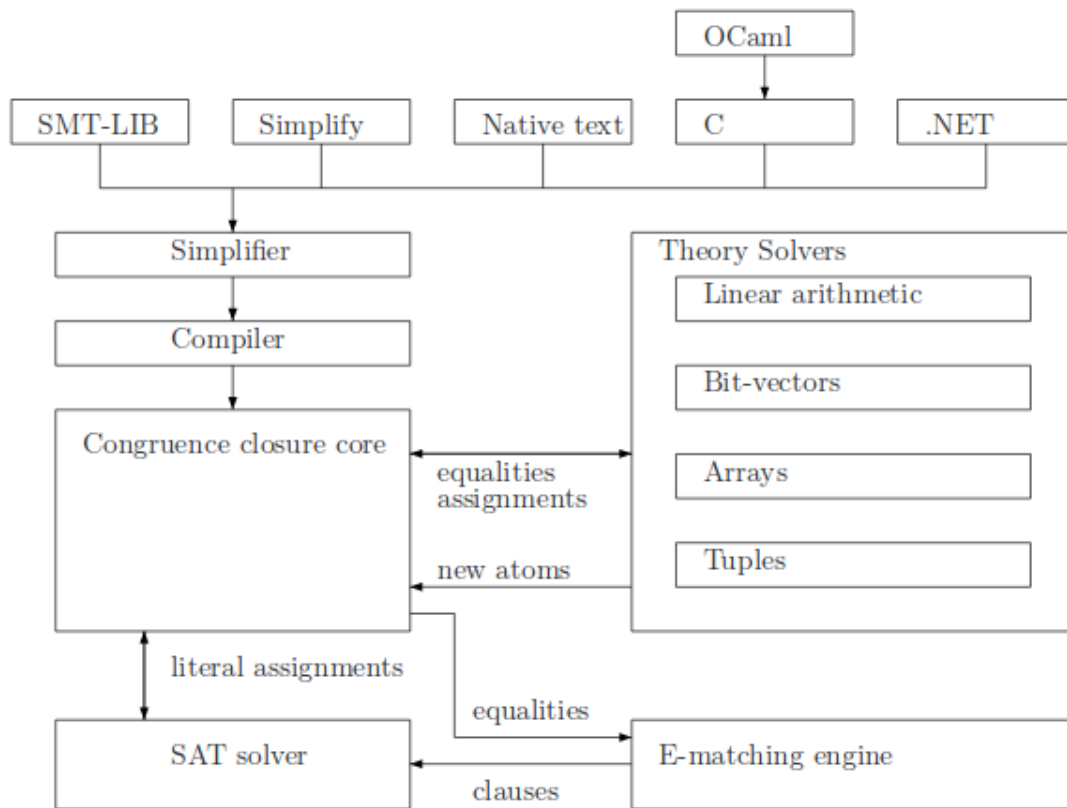 OCaml
SMT-LIB
Simplify
Native text
C
.NET
Simplifier
Compiler
Congruence closure core
equalities
assignments
new atoms
Theory Solvers
Linear arithmetic
Bit-vectors
Arrays
Tuples
literal assignments
equalities
SAT solver
clauses
E-matching engine